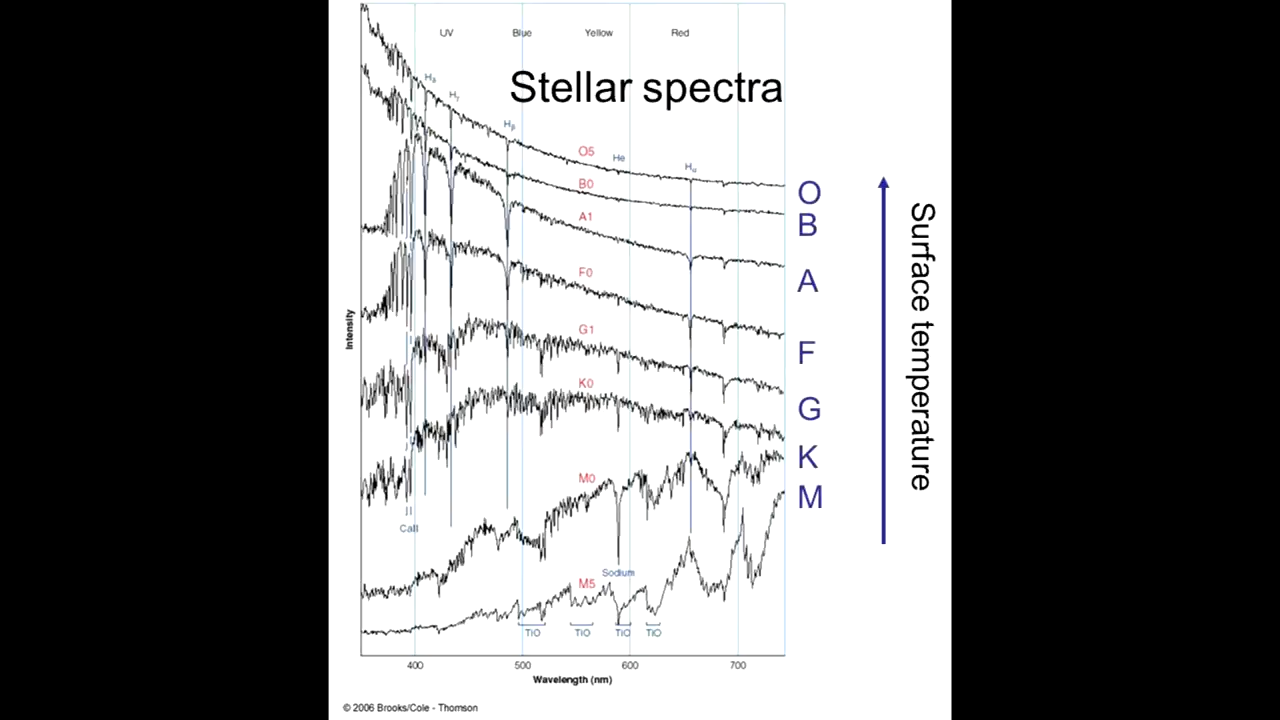 UV Blue Yellow Red
Stellar spectra
Hδ
Hγ
Hβ
He
Hα
O5
B0
A1
F0
G1
K0
M0
M5
O
B
A
F
G
K
M
Surface temperature
Intensity
CaII
Sodium
TiO TiO TiO TiO
400 500 600 700
Wavelength (nm)
© 2006 Brooks/Cole - Thomson